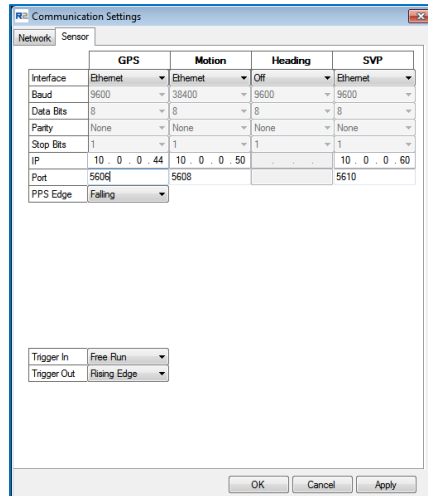 R2 Communication Settings
Network Sensor
GPS Motion Heading SVP
Interface Ethernet Ethernet Off Ethernet
Baud 9600 38400 9600 9600
Data Bits 8 8 8 8
Parity None None None None
Stop Bits 1 1 1 1
IP 10 . 0 . 0 . 44 10 . 0 . 0 . 50 . . . 10 . 0 . 0 . 60
Port 5606 5608 5610
PPS Edge Falling
Trigger In Free Run
Trigger Out Rising Edge
OK Cancel Apply